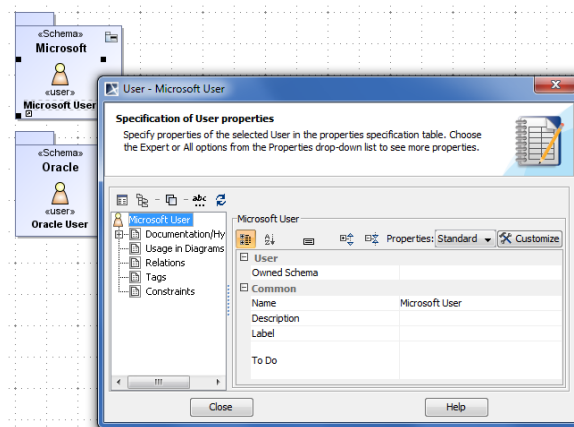 «Schema»
Microsoft
«user»
Microsoft User
«Schema»
Oracle
«user»
Oracle User
User - Microsoft User
Specification of User properties
Specify properties of the selected User in the properties specification table. Choose
the Expert or All options from the Properties drop-down list to see more properties.
Microsoft User
Documentation/Hy
Usage in Diagrams
Relations
Tags
Constraints
Microsoft User
Properties: Standard Customize
User
Owned Schema
Common
Name Microsoft User
Description
Label
To Do
Close Help